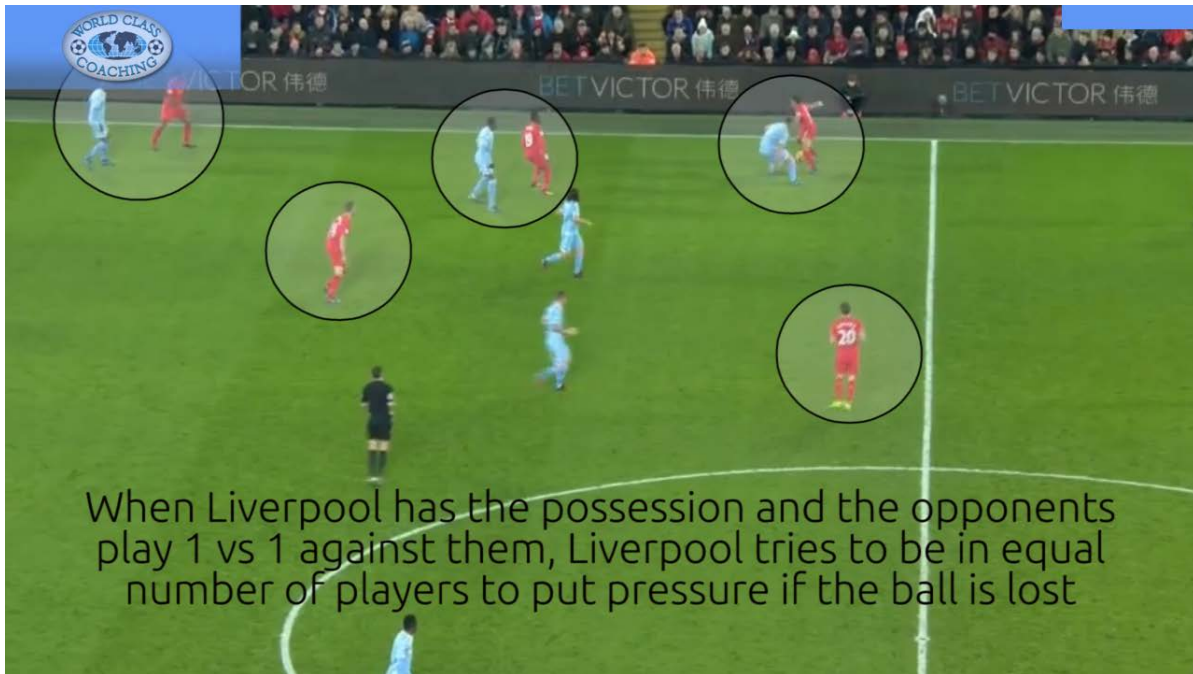 WORLD CLASS
COACHING
VICTOR 伟德
BETVICTOR 伟德
BETVICTOR 伟德
20
When Liverpool has the possession and the opponents
play 1 vs 1 against them, Liverpool tries to be in equal
number of players to put pressure if the ball is lost